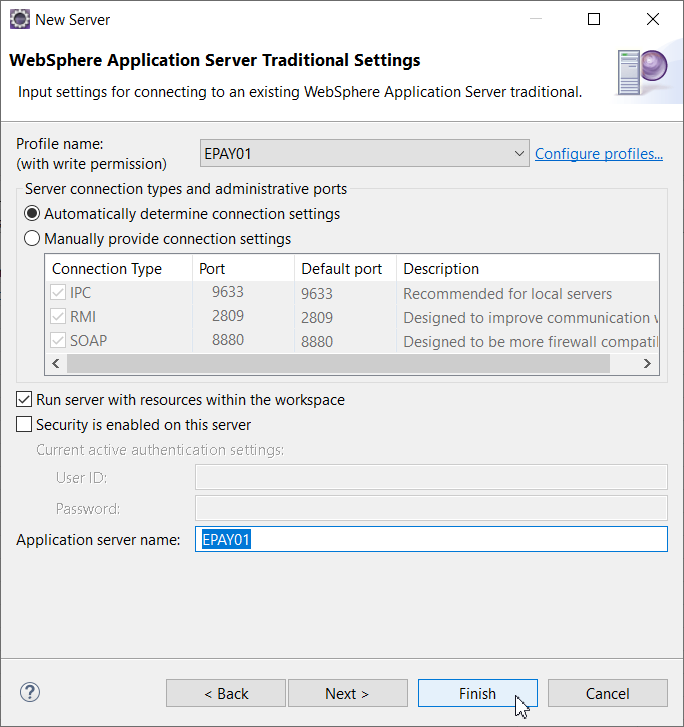 New Server
WebSphere Application Server Traditional Settings
Input settings for connecting to an existing WebSphere Application Server traditional.
Profile name:
(with write permission)
EPAY01
Configure profiles...
Server connection types and administrative ports
Automatically determine connection settings
Manually provide connection settings
Connection Type Port Default port Description
IPC 9633 9633 Recommended for local servers
RMI 2809 2809 Designed to improve communication w
SOAP 8880 8880 Designed to be more firewall compatil
Run server with resources within the workspace
Security is enabled on this server
Current active authentication settings:
User ID:
Password:
Application server name: EPAY01
? < Back Next > Finish Cancel